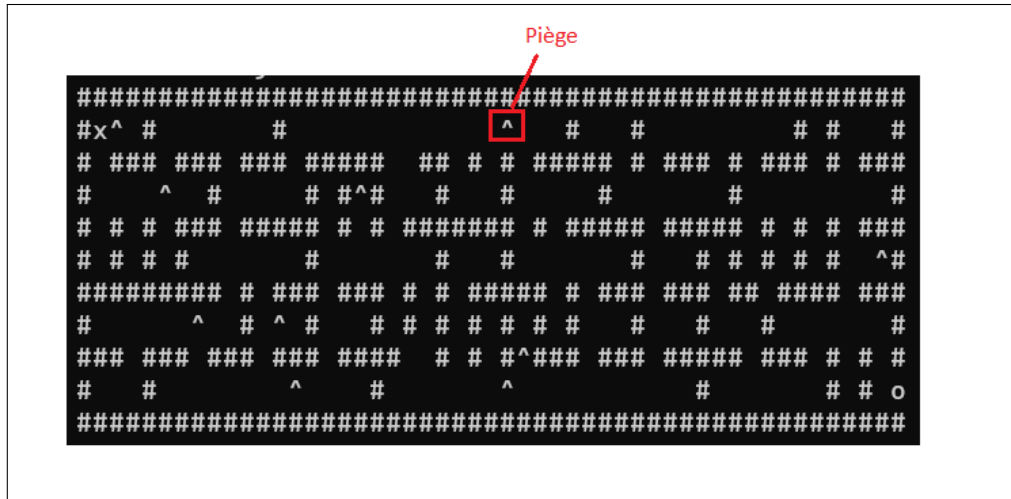 Piège
###################################################
#x^ #       #             ^   #   #         # #   #
# ### ### ### #####  ## # # ##### # ### # ### # ###
#    ^  #     # #^#   #   #     #       #         #
# # # ### ##### # # ####### # ##### ##### # # # ###
# # # #       #       #   #       #   # # # # #  ^#
######### # ### ### # # ##### # ### ### ## #### ###
#      ^  # ^ #   # # # # # # #   #   #   #       #
### ### ### ### ####  # # #^### ### ##### ### # # #
#   #        ^    #       ^           #       # # o
###################################################